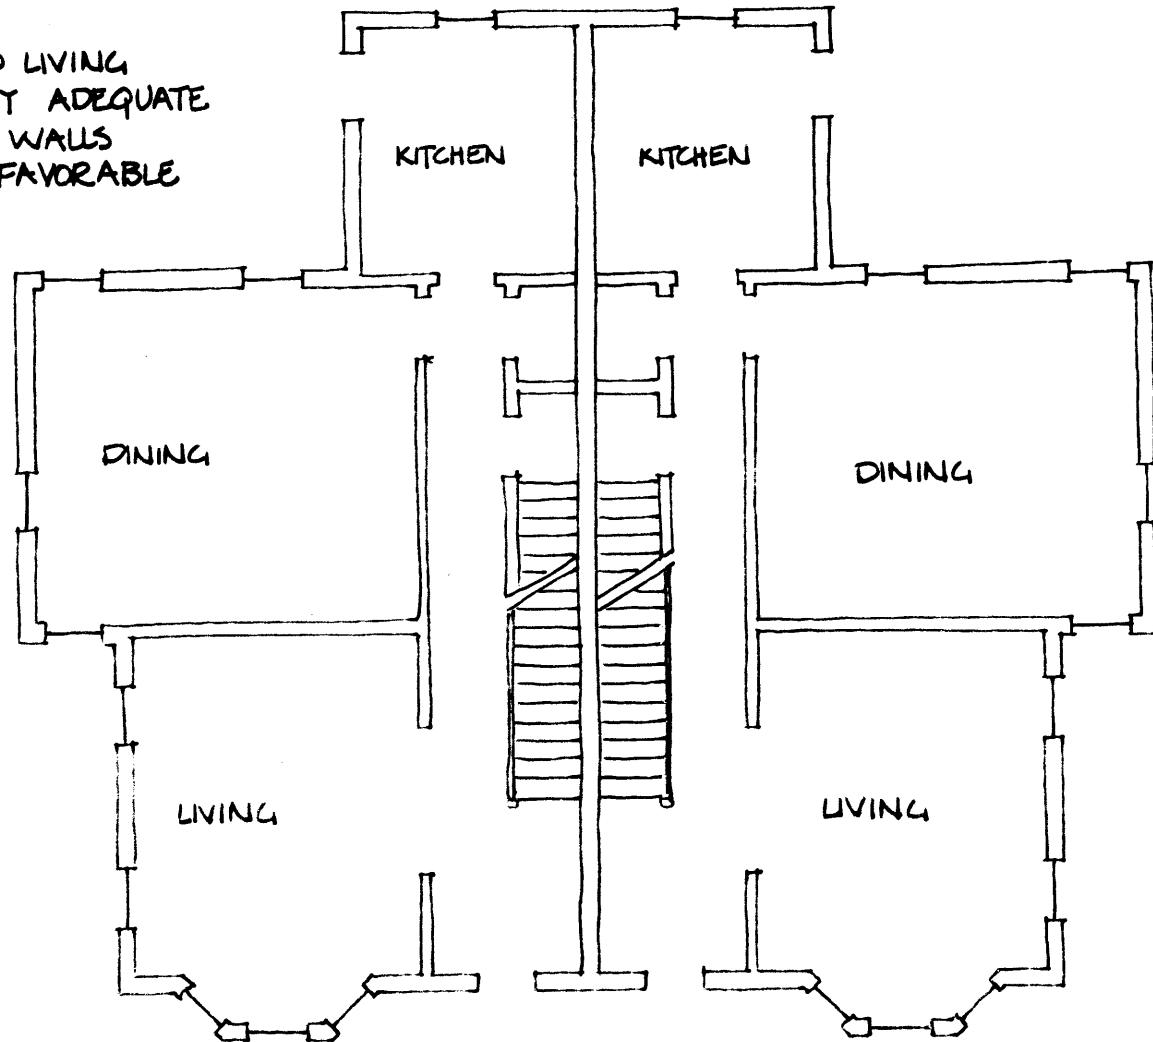 LIVING
ADEQUATE
WALLS
FAVORABLE
KITCHEN
KITCHEN
DINING
DINING
LIVING
LIVING